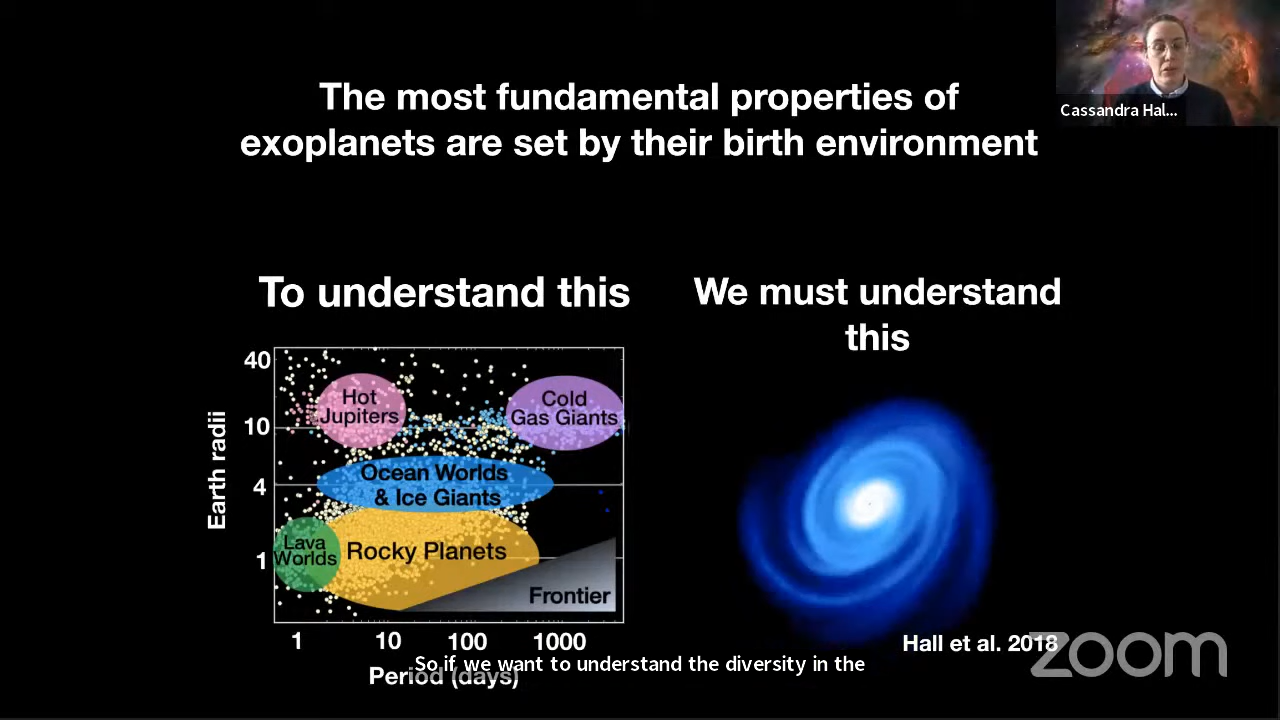 The most fundamental properties of
exoplanets are set by their birth environment
Cassandra Hal...
To understand this
We must understand
this
Earth radii
40
10
4
1
Hot
Jupiters
Cold
Gas Giants
Ocean Worlds
& Ice Giants
Lava
Worlds
Rocky Planets
Frontier
1
10
100
1000
Period (days)
Hall et al. 2018
So if we want to understand the diversity in the
zoom